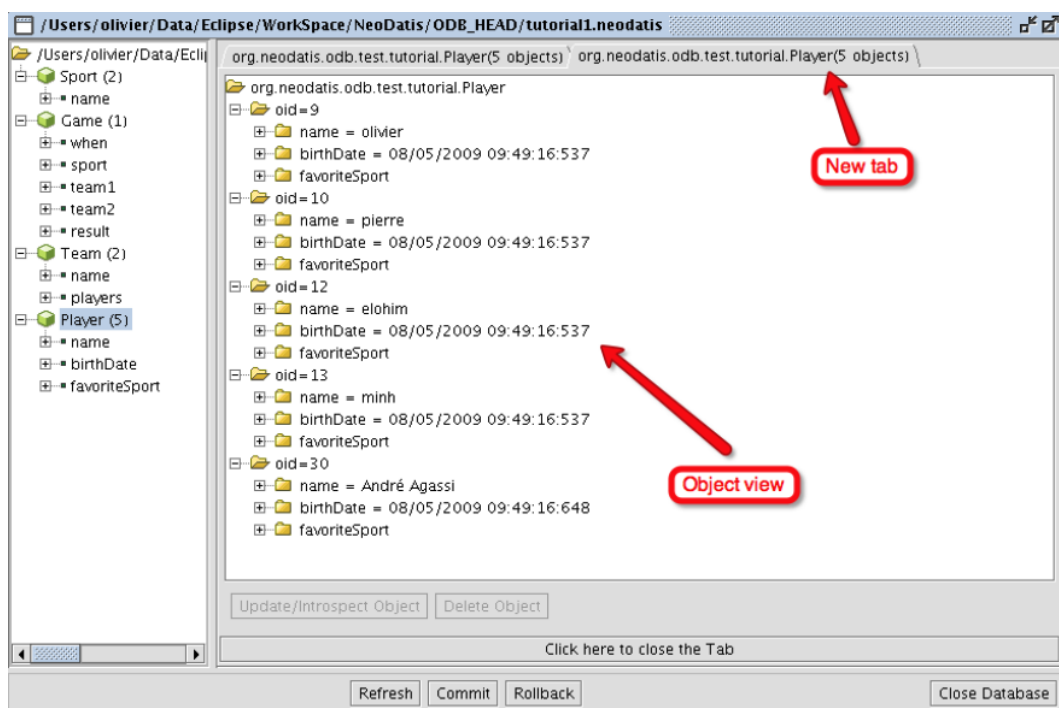 /Users/olivier/Data/Eclipse/WorkSpace/NeoDatis/ODB_HEAD/tutorial1.neodatis
/Users/olivier/Data/Eclip
Sport (2)
name
Game (1)
when
sport
team1
team2
result
Team (2)
name
players
Player (5)
name
birthDate
favoriteSport
org.neodatis.odb.test.tutorial.Player(5 objects)
org.neodatis.odb.test.tutorial.Player(5 objects)
org.neodatis.odb.test.tutorial.Player
oid=9
name = olivier
birthDate = 08/05/2009 09:49:16:537
favoriteSport
oid=10
name = pierre
birthDate = 08/05/2009 09:49:16:537
favoriteSport
oid=12
name = elohim
birthDate = 08/05/2009 09:49:16:537
favoriteSport
oid=13
name = minh
birthDate = 08/05/2009 09:49:16:537
favoriteSport
oid=30
name = André Agassi
birthDate = 08/05/2009 09:49:16:648
favoriteSport
New tab
Object view
Update/Introspect Object
Delete Object
Click here to close the Tab
Refresh
Commit
Rollback
Close Database